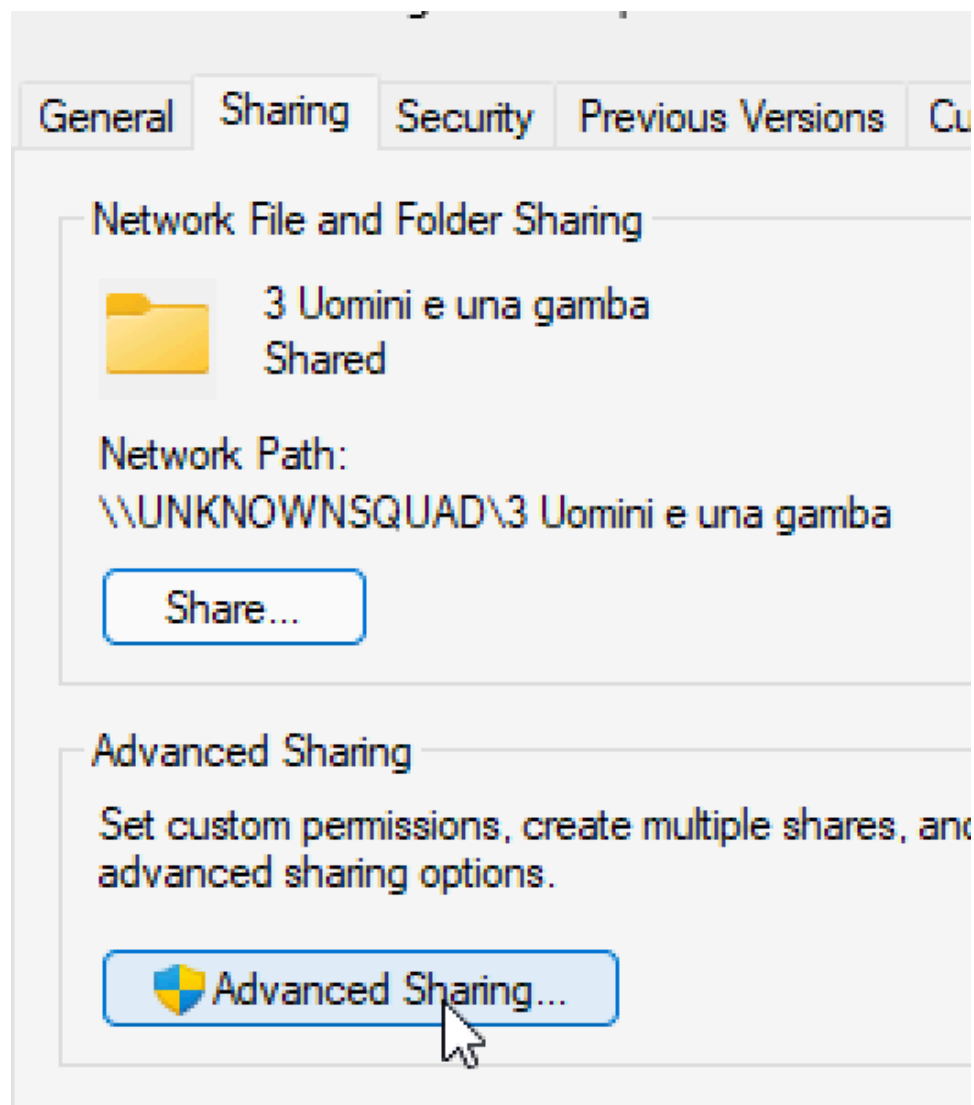 General Sharing Security Previous Versions Cu
Network File and Folder Sharing
3 Uomini e una gamba
Shared
Network Path:
\\UNKNOWNSQUAD\3 Uomini e una gamba
Share...
Advanced Sharing
Set custom permissions, create multiple shares, and
advanced sharing options.
Advanced Sharing...